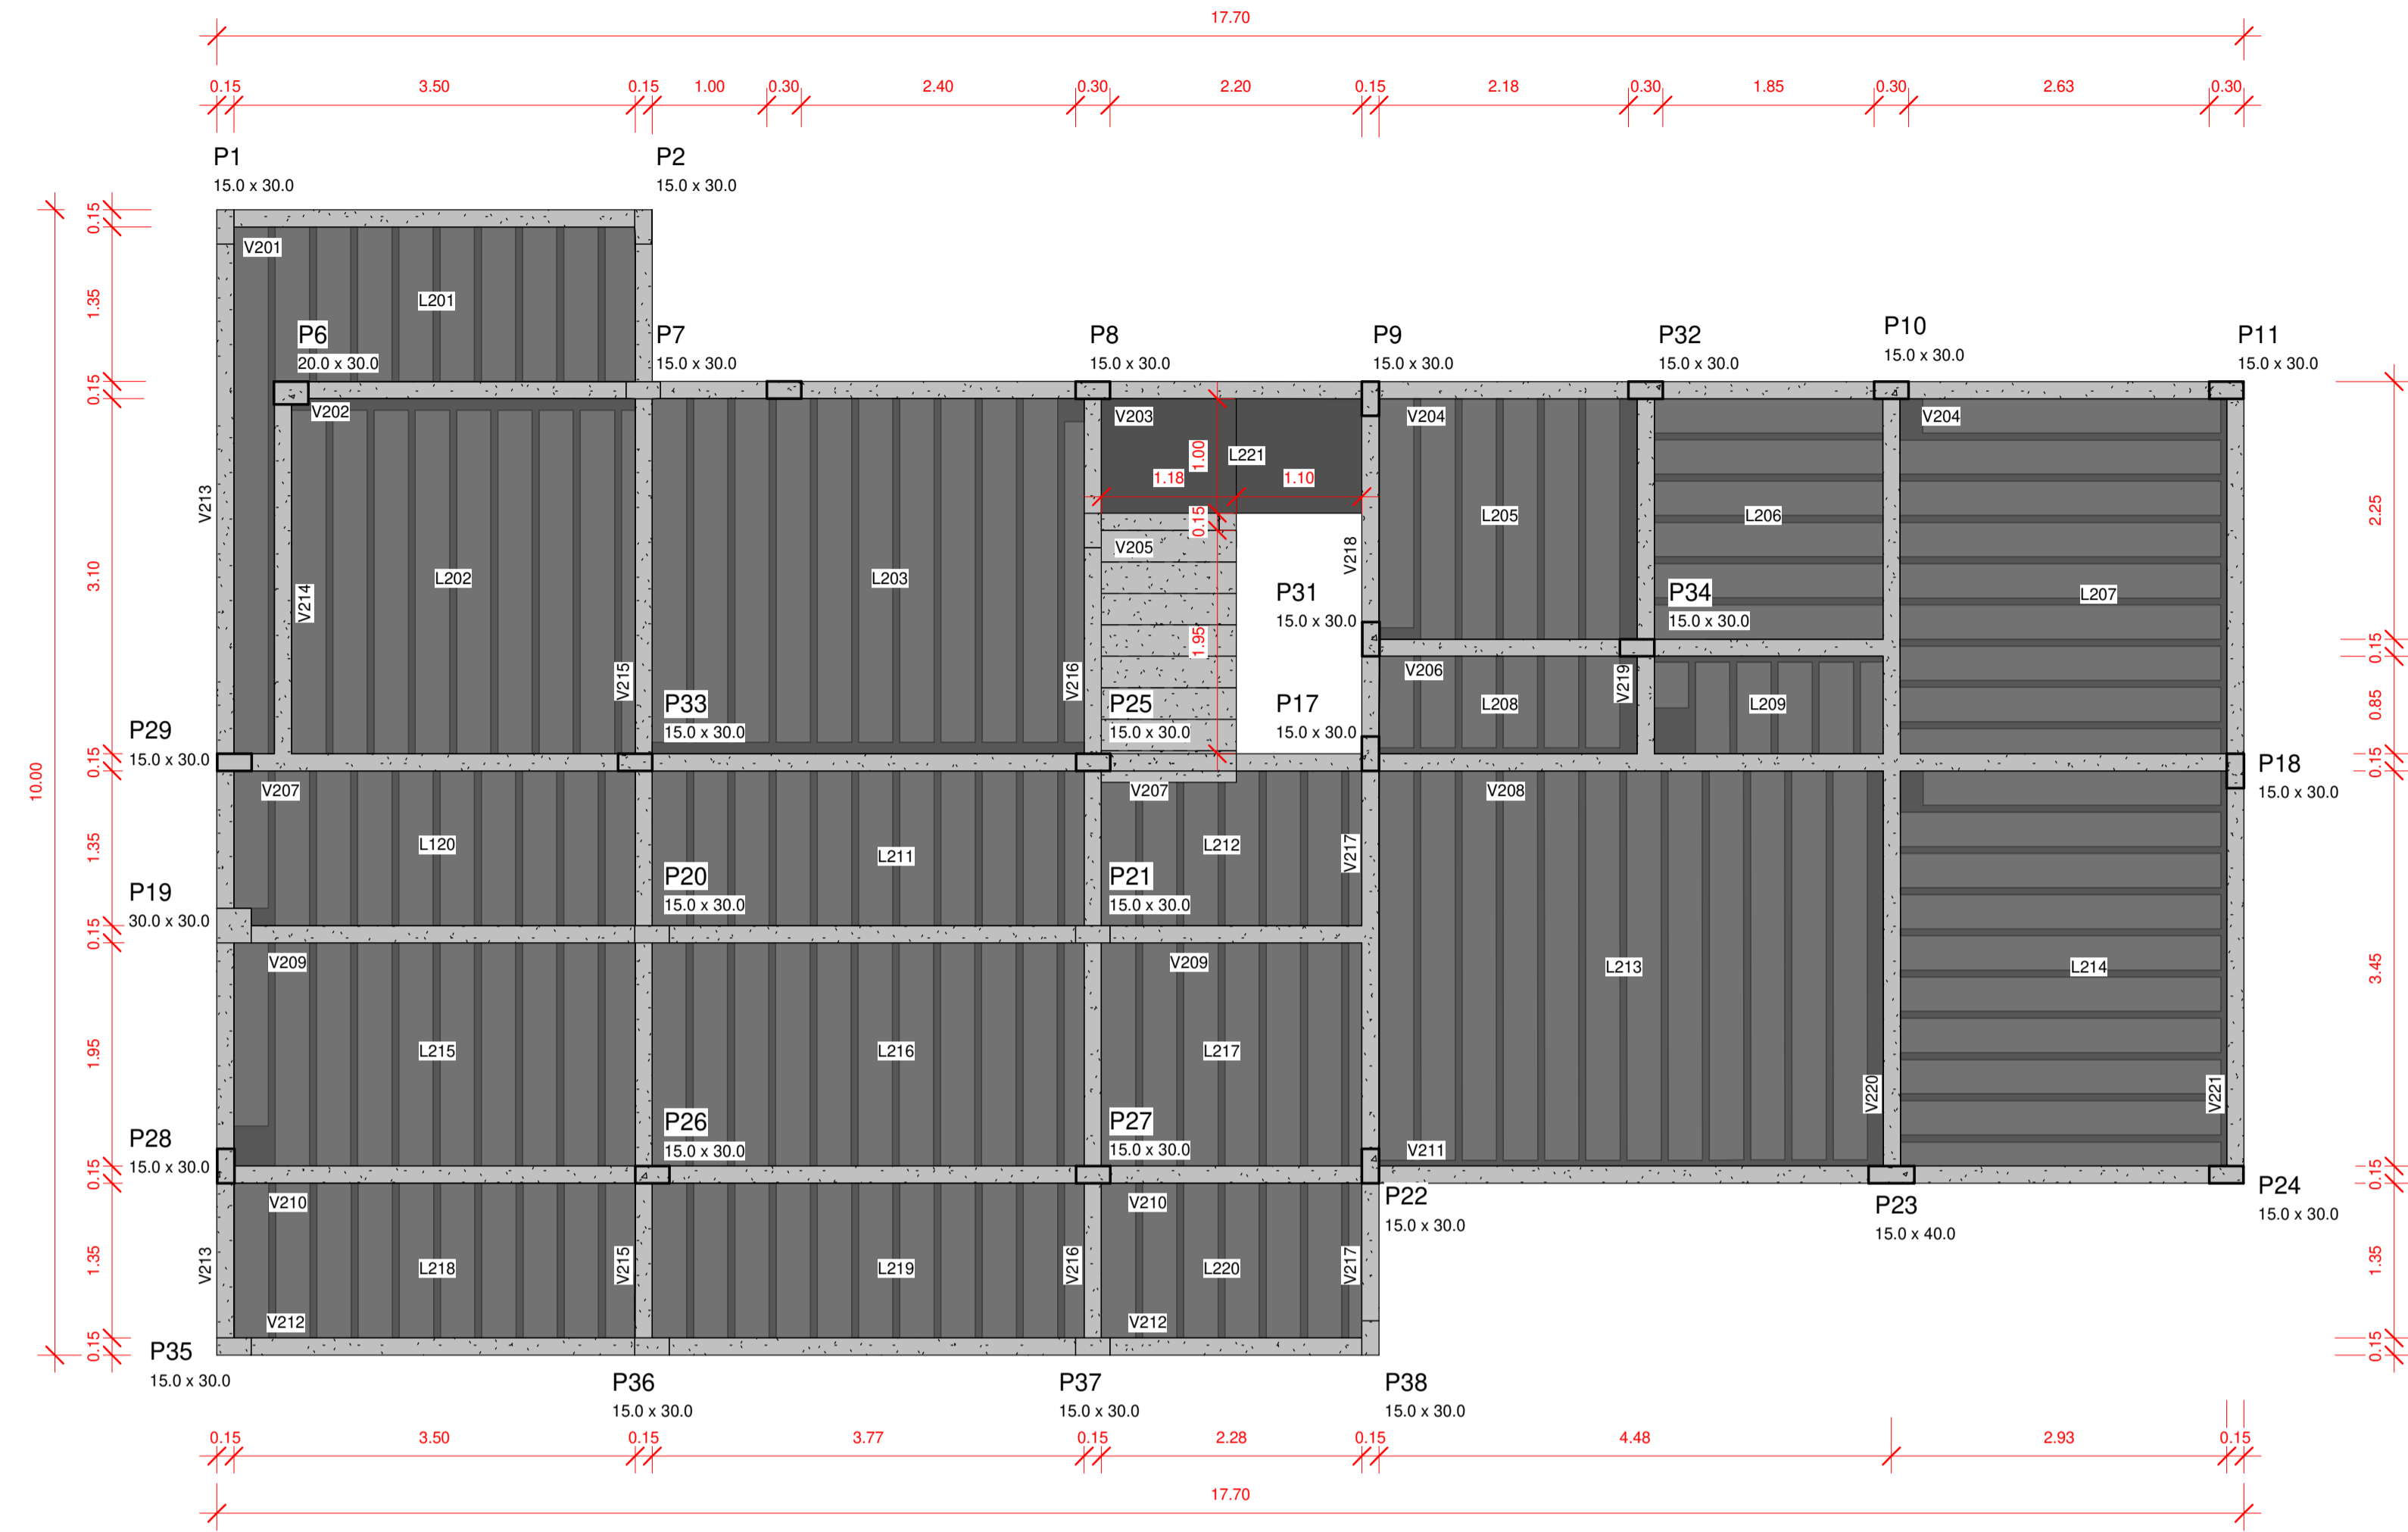 17.70
0.15 3.50 0.15 1.00 0.30 2.40 0.30 2.20 0.15 2.18 0.30 1.85 0.30 2.63 0.30
P1
15.0 x 30.0
P2
15.0 x 30.0
0.15
V201
1.35
L201
P6
20.0 x 30.0
P7
15.0 x 30.0
P8
15.0 x 30.0
P9
15.0 x 30.0
P32
15.0 x 30.0
P10
15.0 x 30.0
P11
15.0 x 30.0
0.15
V202
V203
V204
V204
1.00
L221
1.18
1.10
V213
L205
L206
2.25
0.15
V205
V218
3.10
V214
L202
L203
P31
15.0 x 30.0
P34
15.0 x 30.0
L207
1.95
0.15
V215
V216
V206
V219
P29
15.0 x 30.0
P33
15.0 x 30.0
P25
15.0 x 30.0
P17
15.0 x 30.0
L208
L209
0.85
0.15
0.15
P18
15.0 x 30.0
10.00
V207
V207
V208
1.35
L120
L211
L212
V217
P19
30.0 x 30.0
P20
15.0 x 30.0
P21
15.0 x 30.0
0.15
V209
V209
L213
L214
3.45
1.95
L215
L216
L217
V220
V221
P28
15.0 x 30.0
P26
15.0 x 30.0
P27
15.0 x 30.0
V211
0.15
0.15
V210
V210
P22
15.0 x 30.0
P23
15.0 x 40.0
P24
15.0 x 30.0
1.35
V213
L218
V215
L219
V216
L220
V217
1.35
V212
V212
0.15
0.15
P35
15.0 x 30.0
P36
15.0 x 30.0
P37
15.0 x 30.0
P38
15.0 x 30.0
0.15 3.50 0.15 3.77 0.15 2.28 0.15 4.48 2.93 0.15
17.70